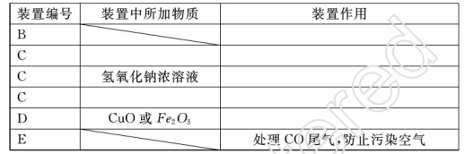 装置编号 装置中所加物质 装置作用
B
C
C 氢氧化钠浓溶液
C
D CuO 或 Fe₂O₃
E 处理 CO 尾气,防止污染空气